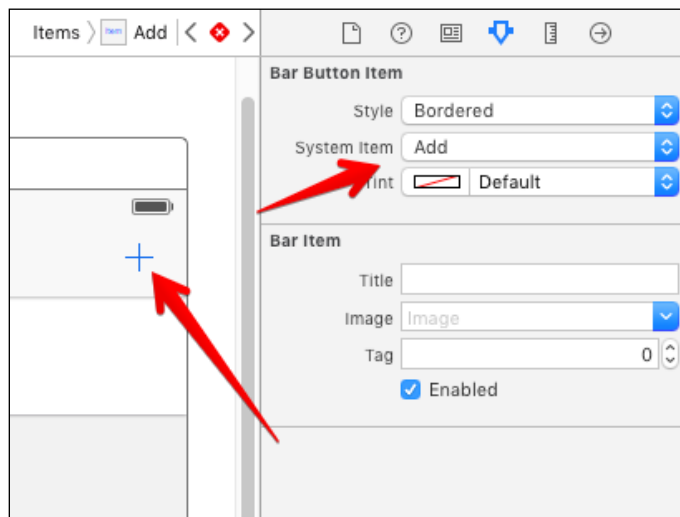 Items Item Add
Bar Button Item
Style Bordered
System Item Add
Tint Default
Bar Item
Title
Image Image
Tag 0
Enabled